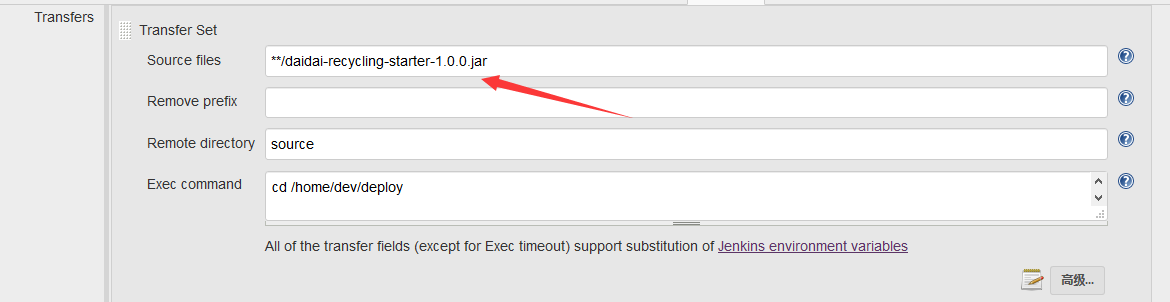 Transfers
Transfer Set
Source files
**/daidai-recycling-starter-1.0.0.jar
Remove prefix
Remote directory
source
Exec command
cd /home/dev/deploy
All of the transfer fields (except for Exec timeout) support substitution of Jenkins environment variables
高级...